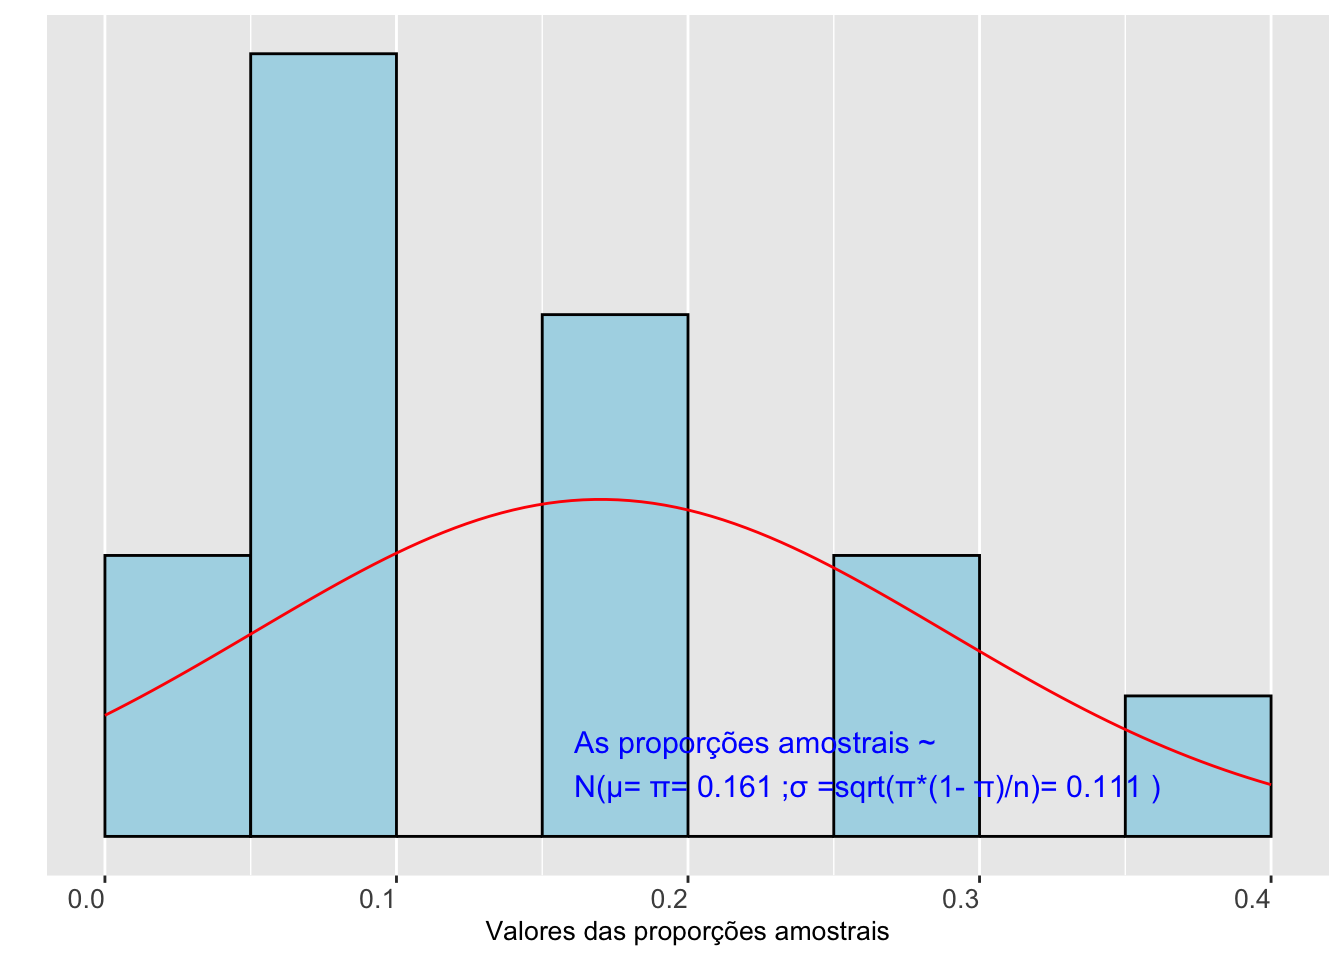 As proporções amostrais ~
N(μ= π= 0.161 ;σ =sqrt(π*(1- π)/n)= 0.111 )
0.0 0.1 0.2 0.3 0.4
Valores das proporções amostrais